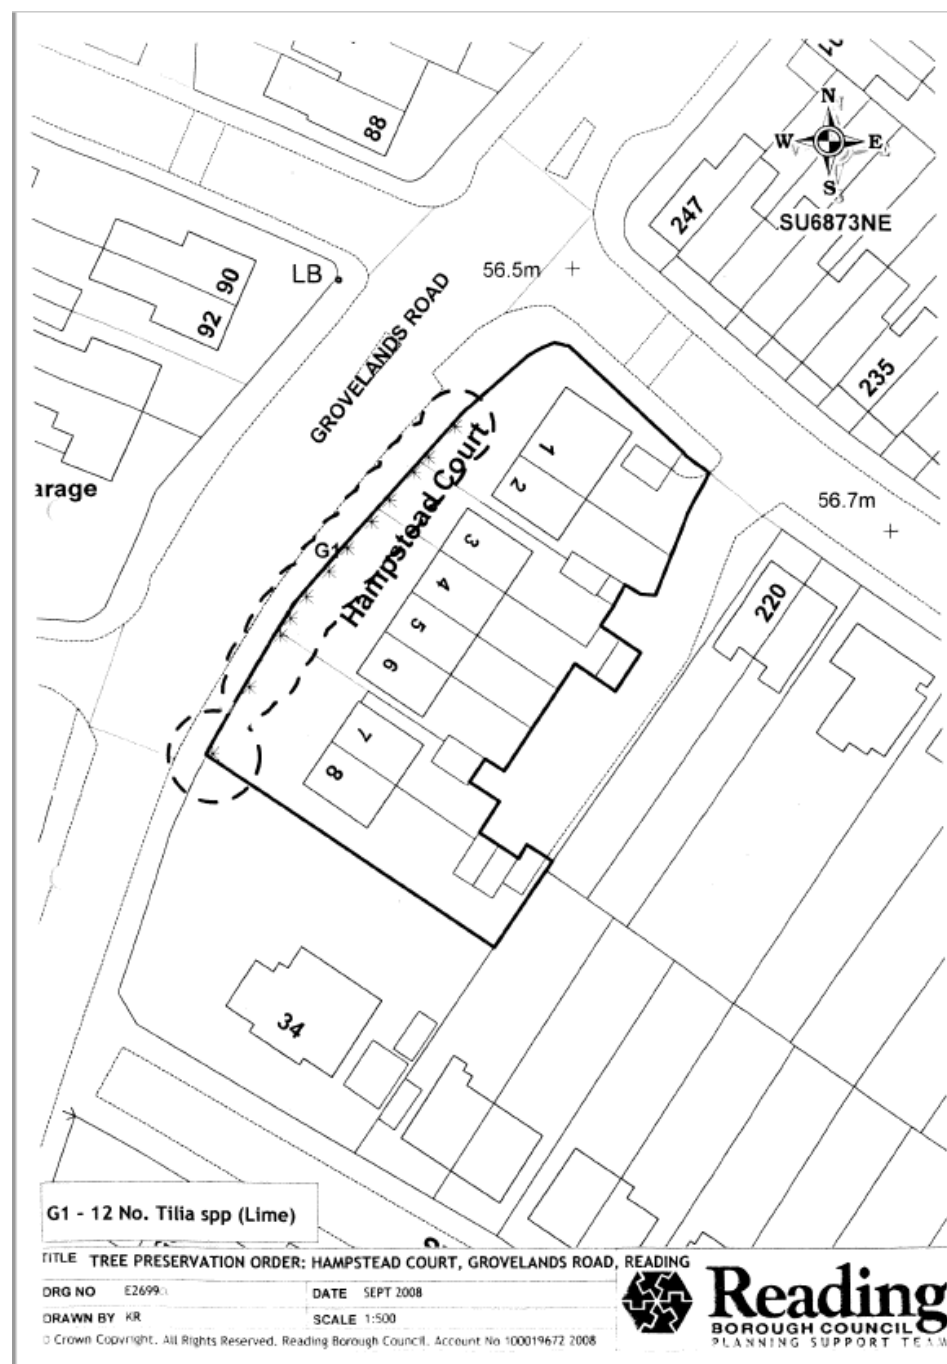 21
N
88
W E
S
247
SU6873NE
90
LB
56.5m
92
GROVELANDS ROAD
235
1
Hampstead Court
2
arage
56.7m
3
G1
4
220
5
6
7
8
34
G1 - 12 No. Tilia spp (Lime)
TITLE TREE PRESERVATION ORDER: HAMPSTEAD COURT, GROVELANDS ROAD, READING
DRG NO E2699
DATE SEPT 2008
DRAWN BY KR
SCALE 1:500
Crown Copyright. All Rights Reserved. Reading Borough Council. Account No 100019672 2008
Reading
BOROUGH COUNCIL
PLANNING SUPPORT TEAM